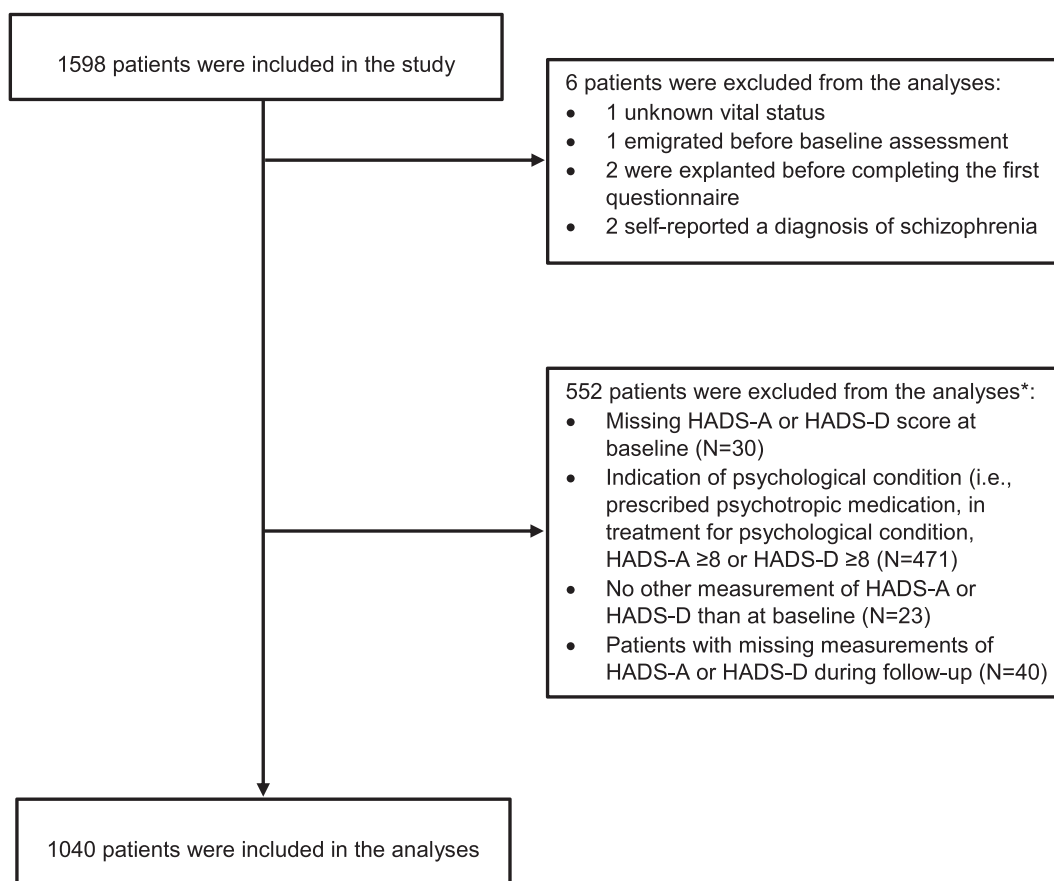 1598 patients were included in the study
6 patients were excluded from the analyses:
• 1 unknown vital status
• 1 emigrated before baseline assessment
• 2 were explanted before completing the first
questionnaire
• 2 self-reported a diagnosis of schizophrenia
552 patients were excluded from the analyses*:
• Missing HADS-A or HADS-D score at
baseline (N=30)
• Indication of psychological condition (i.e.,
prescribed psychotropic medication, in
treatment for psychological condition,
HADS-A ≥8 or HADS-D ≥8 (N=471)
• No other measurement of HADS-A or
HADS-D than at baseline (N=23)
• Patients with missing measurements of
HADS-A or HADS-D during follow-up (N=40)
1040 patients were included in the analyses